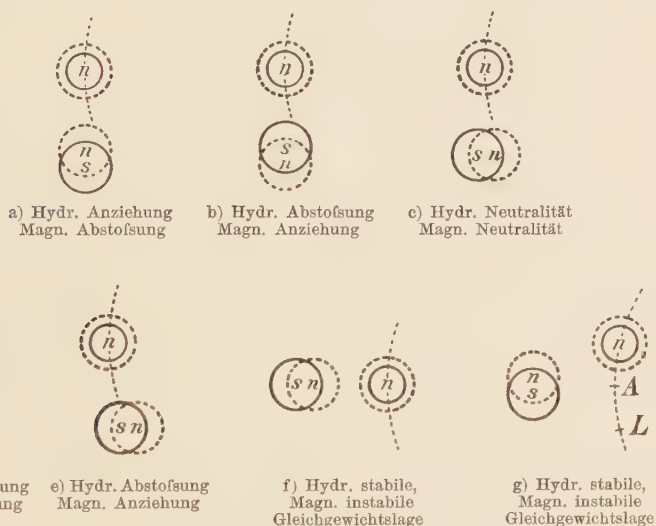 n
n
n
n
s
s
n
s n
a) Hydr. Anziehung
Magn. Abstoſsung
b) Hydr. Abstoſsung
Magn. Anziehung
c) Hydr. Neutralität
Magn. Neutralität
n
s n
s n
n
n
s
n
A
L
ung
ng
e) Hydr. Abstoſsung
Magn. Anziehung
f) Hydr. stabile,
Magn. instabile
Gleichgewichtslage
g) Hydr. stabile,
Magn. instabile
Gleichgewichtslage